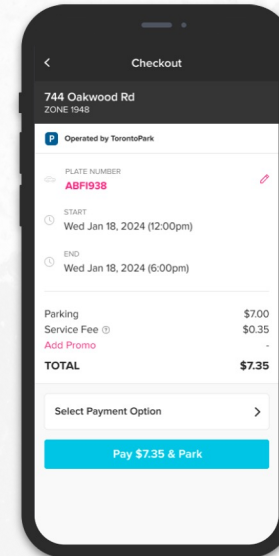 Checkout
744 Oakwood Rd
ZONE 1948
P Operated by TorontoPark
PLATE NUMBER
ABFI938
START
Wed Jan 18, 2024 (12:00pm)
END
Wed Jan 18, 2024 (6:00pm)
Parking $7.00
Service Fee ? $0.35
Add Promo -
TOTAL $7.35
Select Payment Option
Pay $7.35 & Park